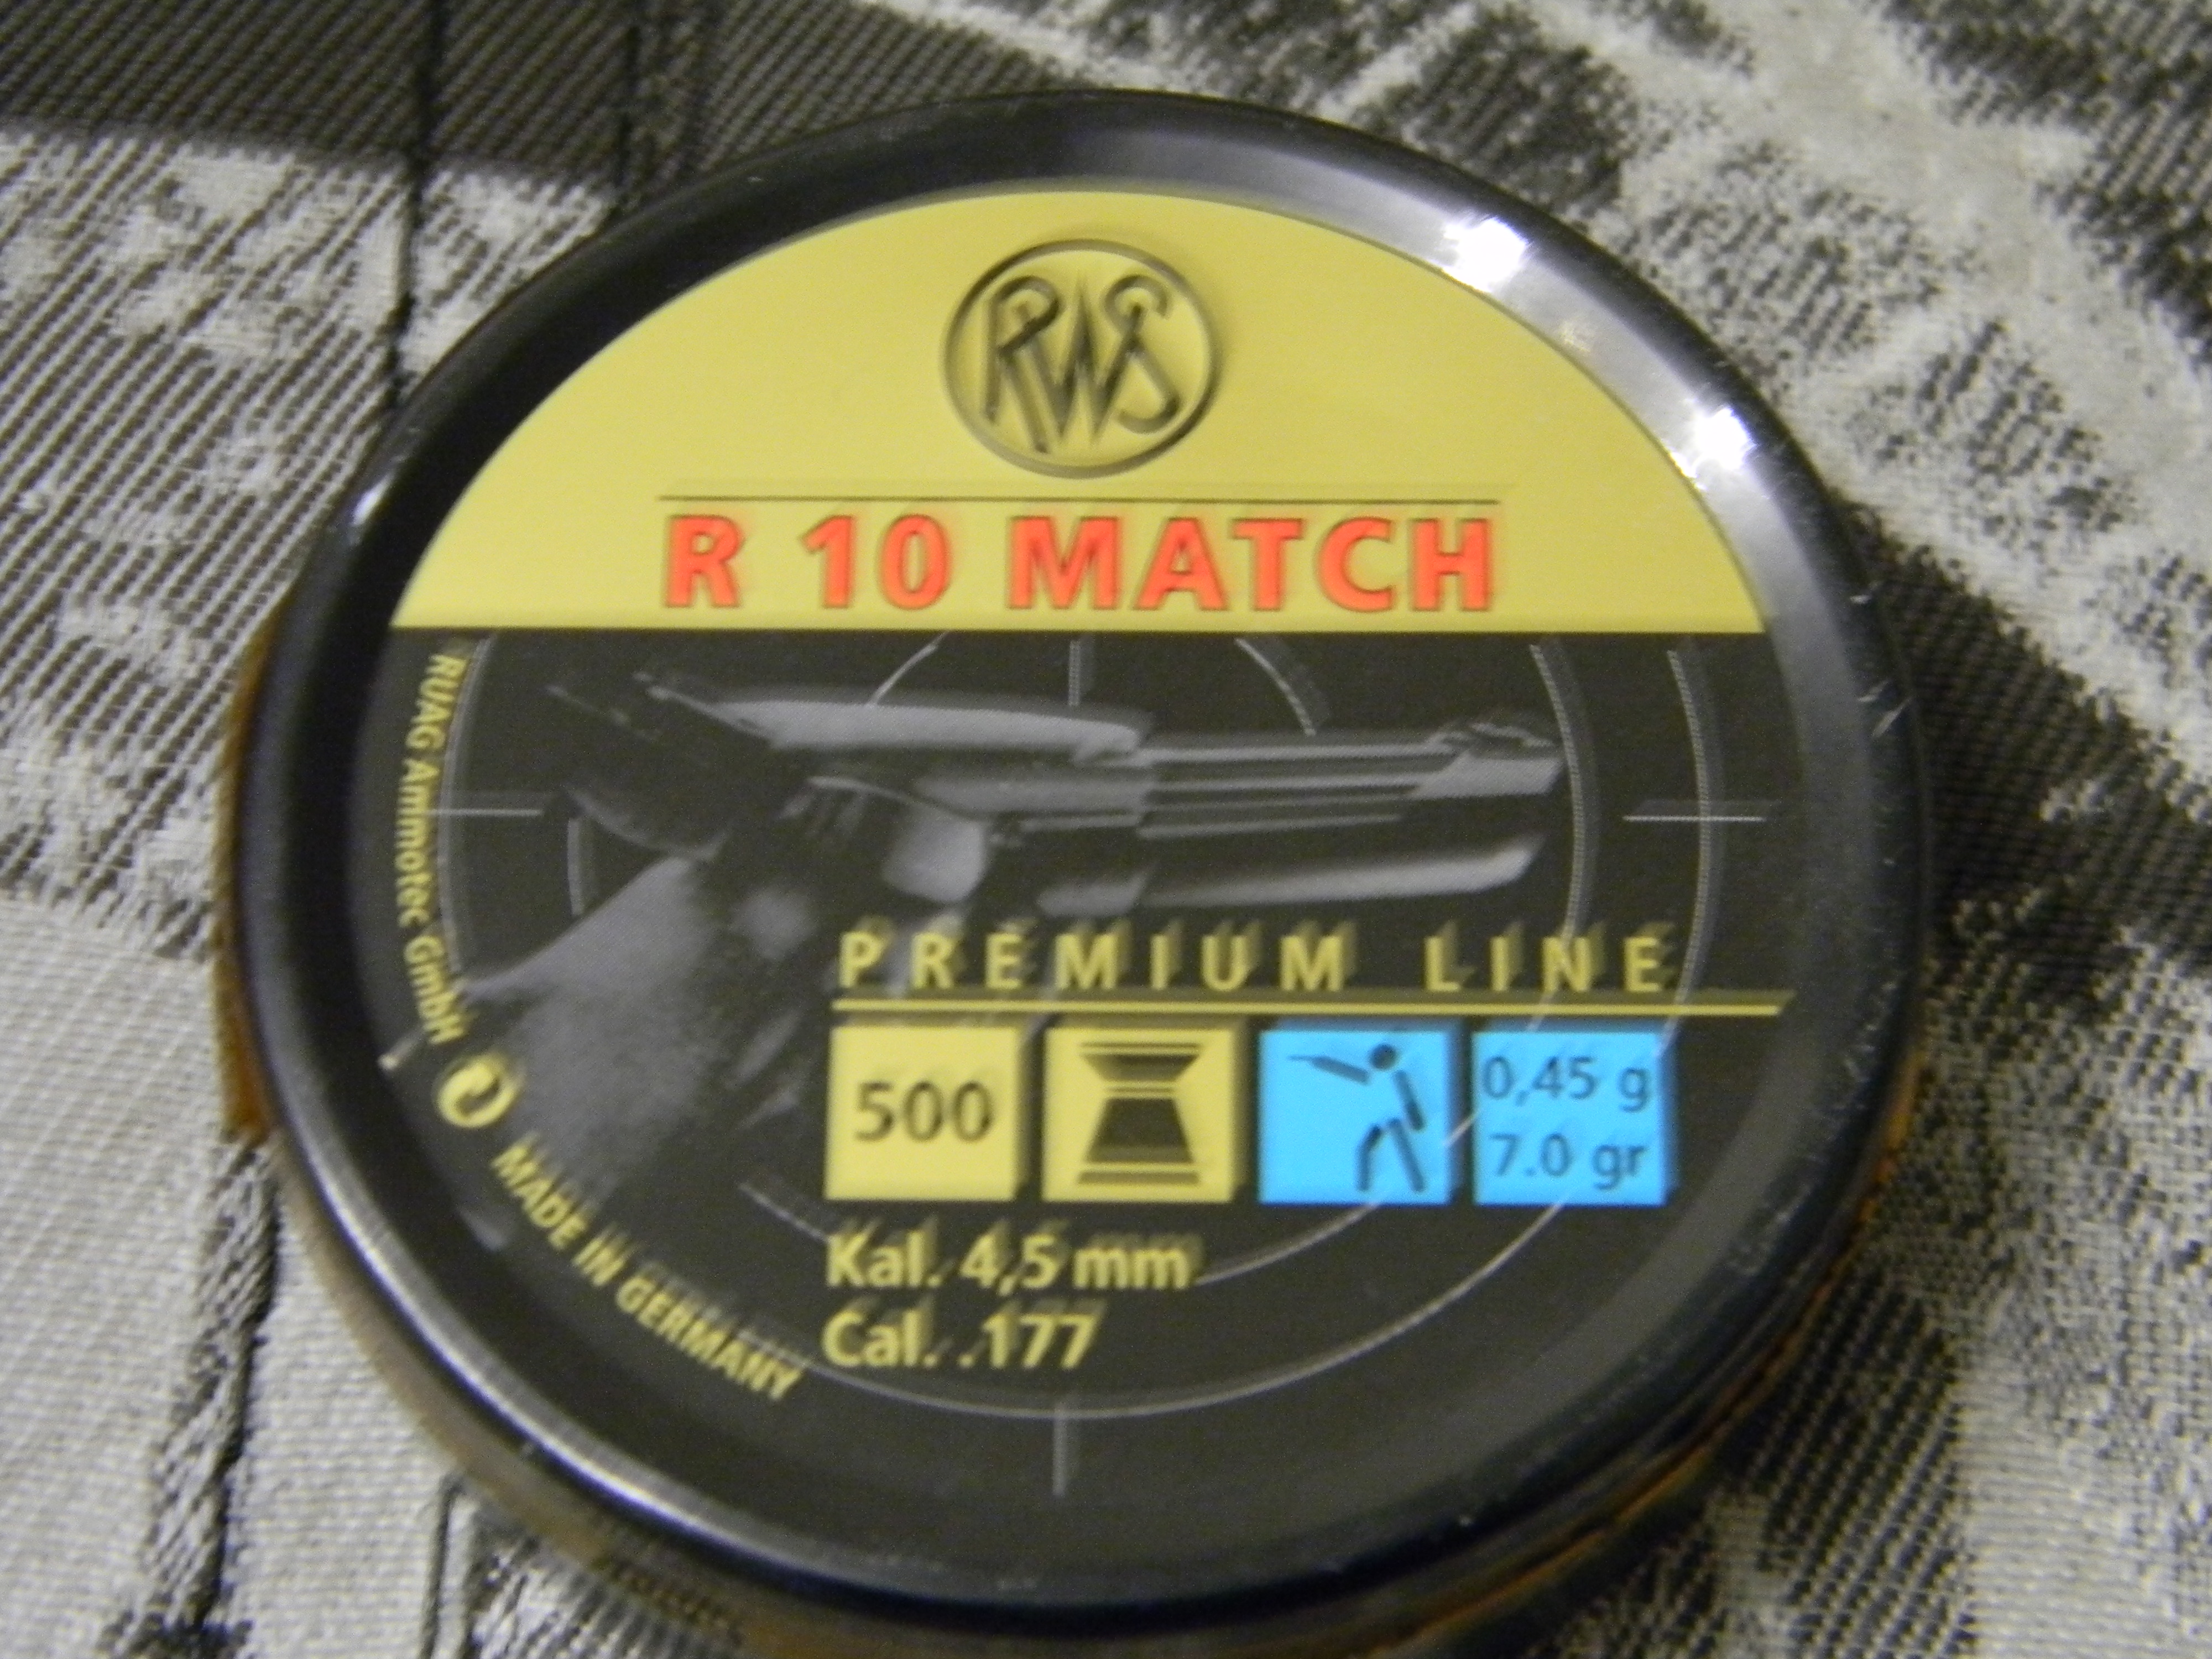 RWS
R 10 MATCH
RUAG Ammotec GmbH
MADE IN GERMANY
PREMIUM LINE
500
0,45 g
7.0 gr
Kal. 4,5 mm
Cal. .177